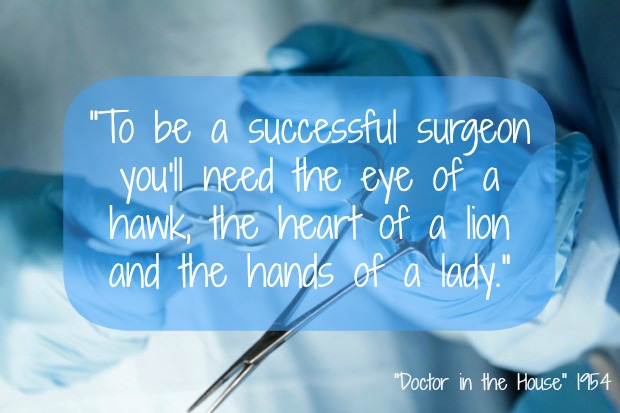 "To be a successful surgeon
you'll need the eye of a
hawk, the heart of a lion
and the hands of a lady."
"Doctor in the House" 1954